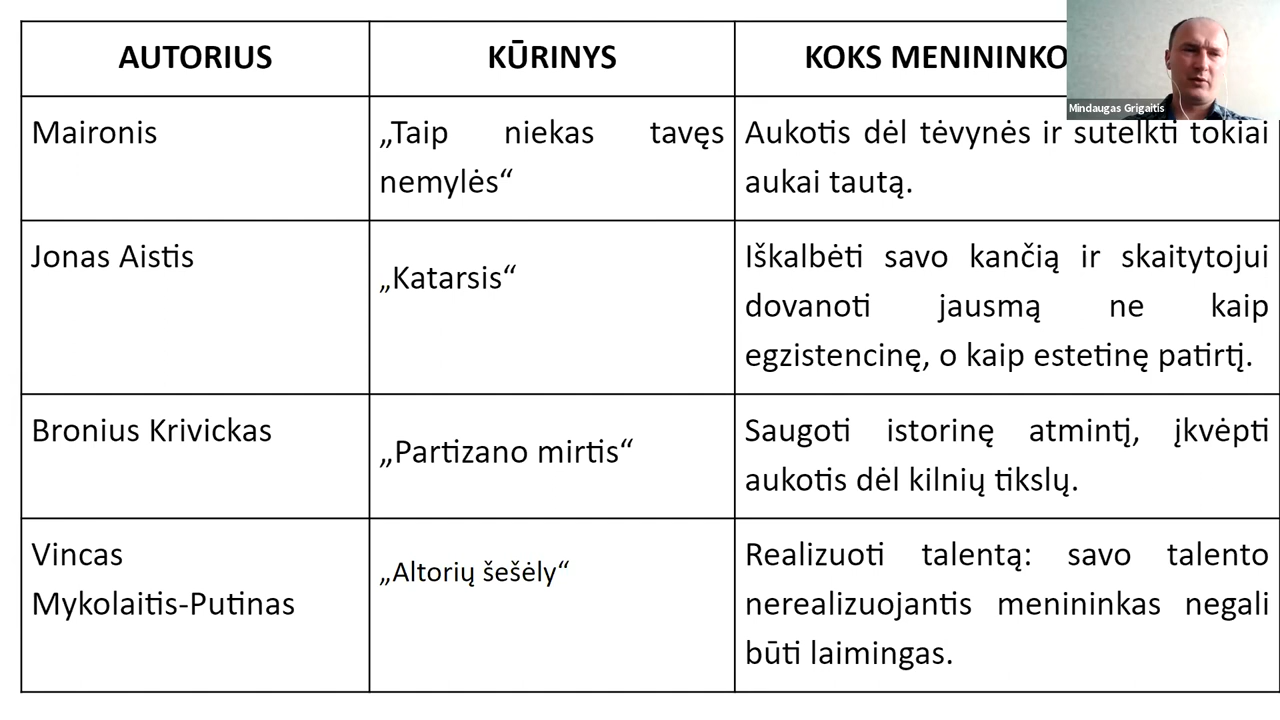 AUTORIUS
KŪRINYS
KOKS MENININKO
Mindaugas Grigaitis
Maironis
„Taip niekas tavęs
nemylės“
Aukotis dėl tėvynės ir sutelkti tokiai
aukai tautą.
Jonas Aistis
„Katarsis“
Iškalbėti savo kančią ir skaitytojui
dovanoti jausmą ne kaip
egzistencinę, o kaip estetinę patirtį.
Bronius Krivickas
„Partizano mirtis“
Saugoti istorinę atmintį, įkvėpti
aukotis dėl kilnių tikslų.
Vincas
Mykolaitis-Putinas
„Altorių šešėly“
Realizuoti talentą: savo talento
nerealizuojantis menininkas negali
būti laimingas.